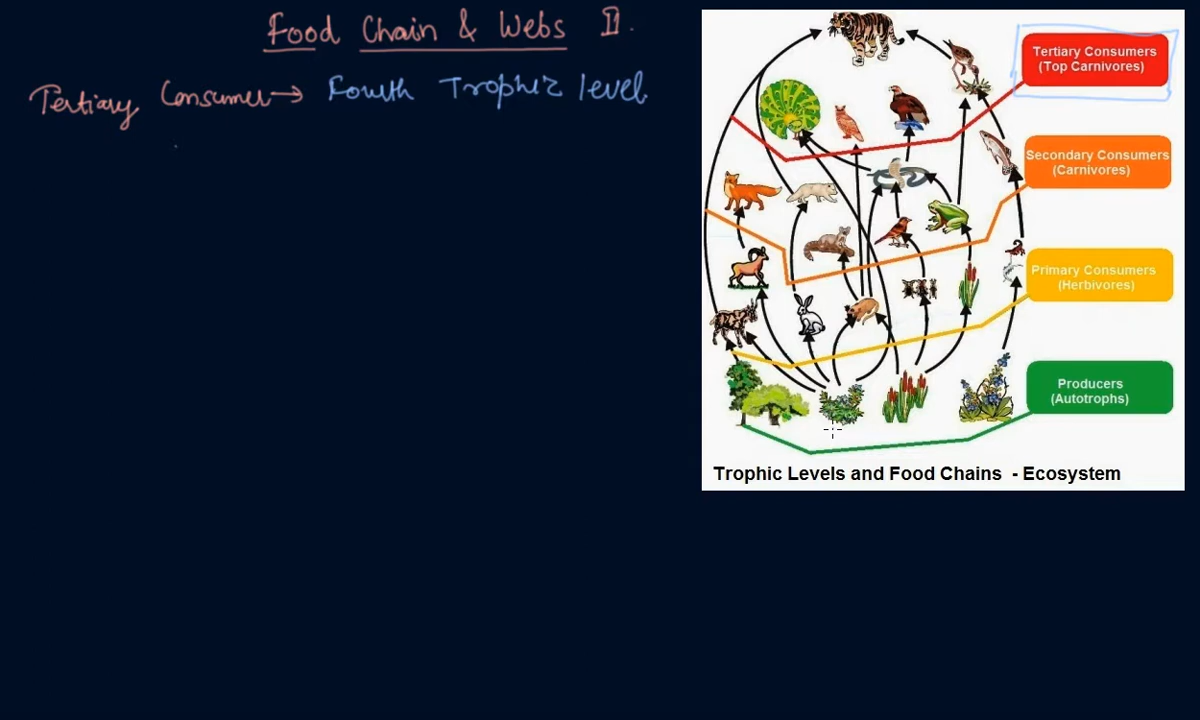 Food Chain & Webs II.
Tertiary Consumer → Fourth Trophic level
Tertiary Consumers
(Top Carnivores)
Secondary Consumers
(Carnivores)
Primary Consumers
(Herbivores)
Producers
(Autotrophs)
Trophic Levels and Food Chains - Ecosystem